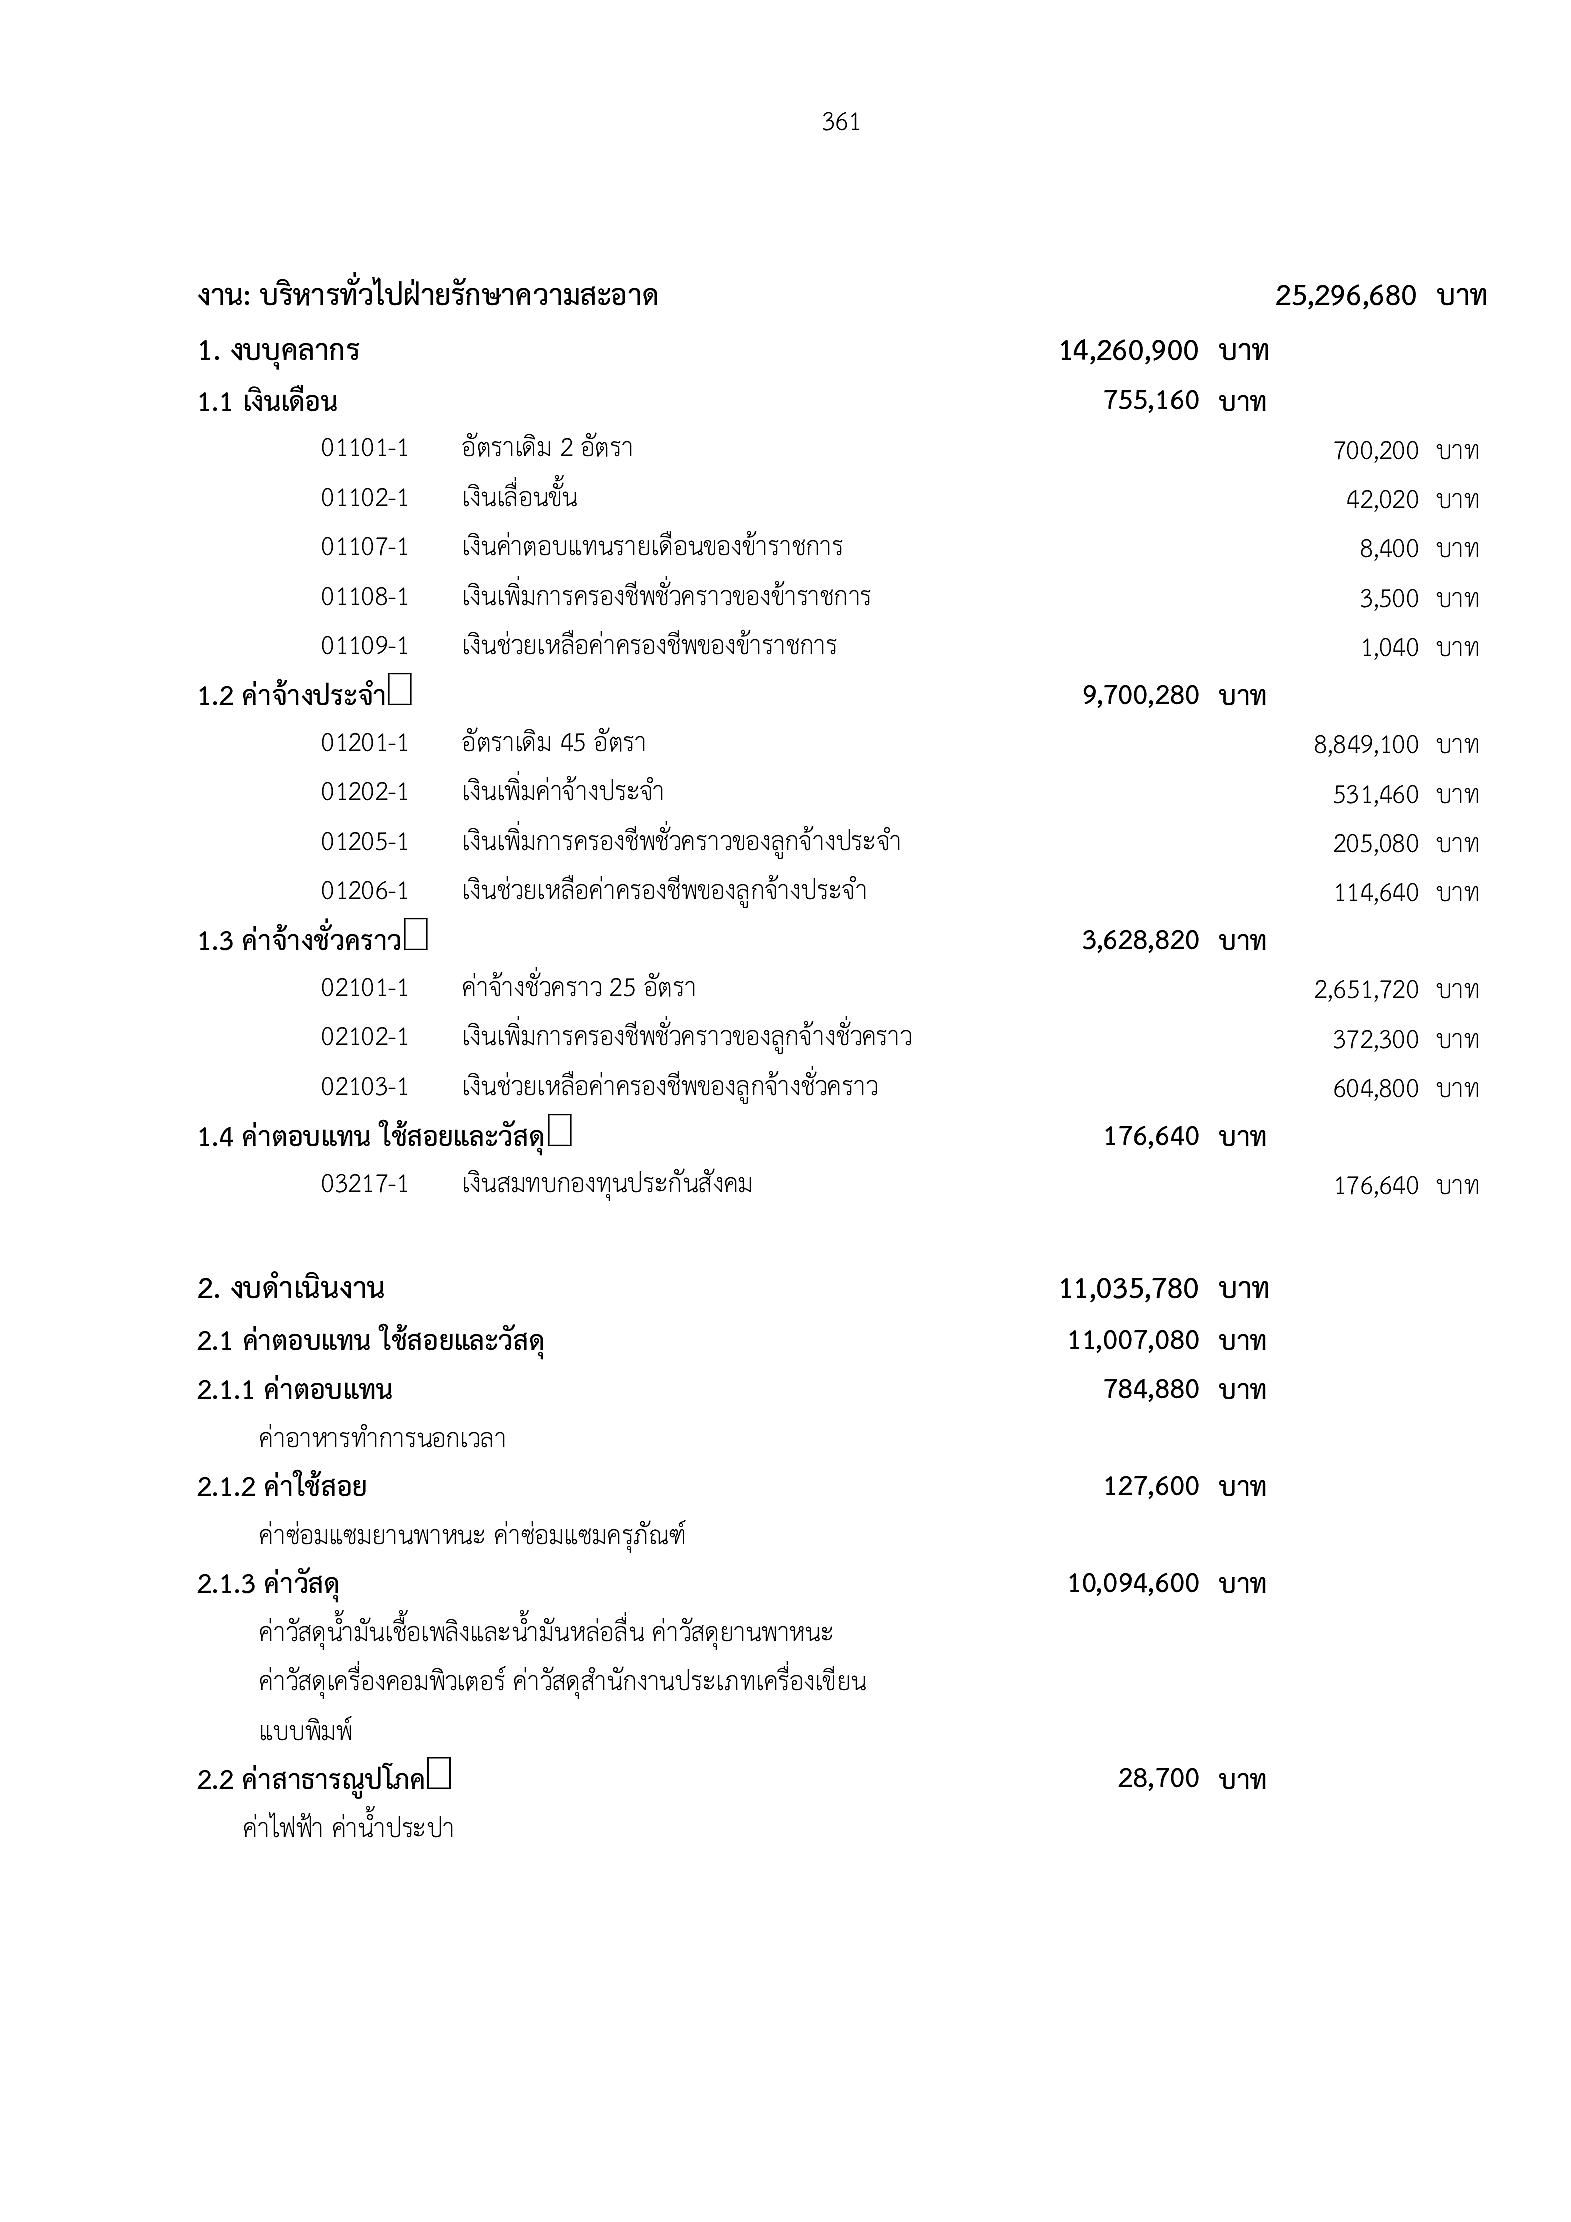 361
งาน: บริหารทั่วไปฝ่ายรักษาความสะอาด 25,296,680 บาท
1. งบบุคลากร 14,260,900 บาท
1.1 เงินเดือน 755,160 บาท
01101-1 อัตราเดิม 2 อัตรา 700,200 บาท
01102-1 เงินเลื่อนขั้น 42,020 บาท
01107-1 เงินค่าตอบแทนรายเดือนของข้าราชการ 8,400 บาท
01108-1 เงินเพิ่มการครองชีพชั่วคราวของข้าราชการ 3,500 บาท
01109-1 เงินช่วยเหลือค่าครองชีพของข้าราชการ 1,040 บาท
1.2 ค่าจ้างประจำ 9,700,280 บาท
01201-1 อัตราเดิม 45 อัตรา 8,849,100 บาท
01202-1 เงินเพิ่มค่าจ้างประจำ 531,460 บาท
01205-1 เงินเพิ่มการครองชีพชั่วคราวของลูกจ้างประจำ 205,080 บาท
01206-1 เงินช่วยเหลือค่าครองชีพของลูกจ้างประจำ 114,640 บาท
1.3 ค่าจ้างชั่วคราว 3,628,820 บาท
02101-1 ค่าจ้างชั่วคราว 25 อัตรา 2,651,720 บาท
02102-1 เงินเพิ่มการครองชีพชั่วคราวของลูกจ้างชั่วคราว 372,300 บาท
02103-1 เงินช่วยเหลือค่าครองชีพของลูกจ้างชั่วคราว 604,800 บาท
1.4 ค่าตอบแทน ใช้สอยและวัสดุ 176,640 บาท
03217-1 เงินสมทบกองทุนประกันสังคม 176,640 บาท
2. งบดำเนินงาน 11,035,780 บาท
2.1 ค่าตอบแทน ใช้สอยและวัสดุ 11,007,080 บาท
2.1.1 ค่าตอบแทน 784,880 บาท
ค่าอาหารทำการนอกเวลา
2.1.2 ค่าใช้สอย 127,600 บาท
ค่าซ่อมแซมยานพาหนะ ค่าซ่อมแซมครุภัณฑ์
2.1.3 ค่าวัสดุ 10,094,600 บาท
ค่าวัสดุน้ำมันเชื้อเพลิงและน้ำมันหล่อลื่น ค่าวัสดุยานพาหนะ
ค่าวัสดุเครื่องคอมพิวเตอร์ ค่าวัสดุสำนักงานประเภทเครื่องเขียน
แบบพิมพ์
2.2 ค่าสาธารณูปโภค 28,700 บาท
ค่าไฟฟ้า ค่าน้ำประปา